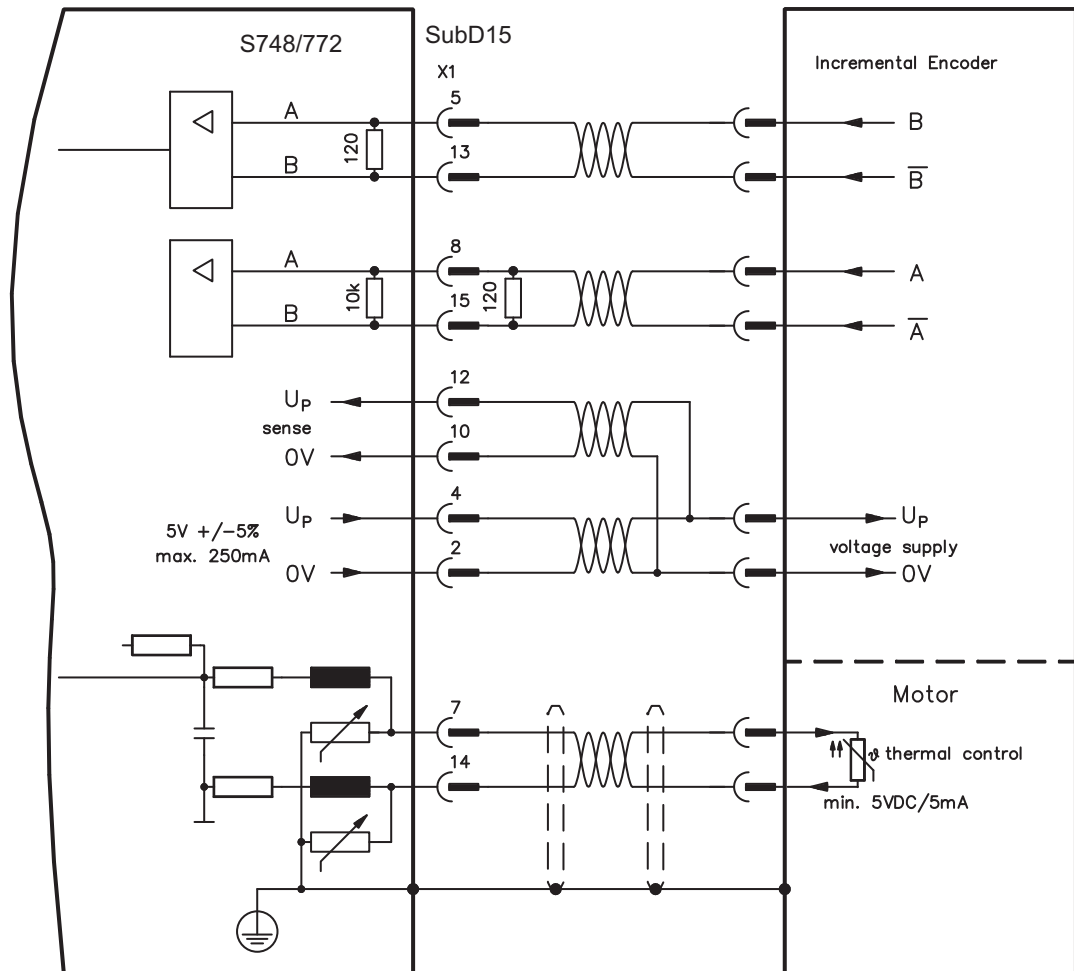 S748/772
SubD15
X1
Incremental Encoder
A
B
120
5
13
B
B̅
A
B
10k
8
15
120
A
A̅
U_P
sense
0V
12
10
5V +/-5%
max. 250mA
U_P
0V
4
2
U_P
voltage supply
0V
Motor
7
14
ϑ thermal control
min. 5VDC/5mA